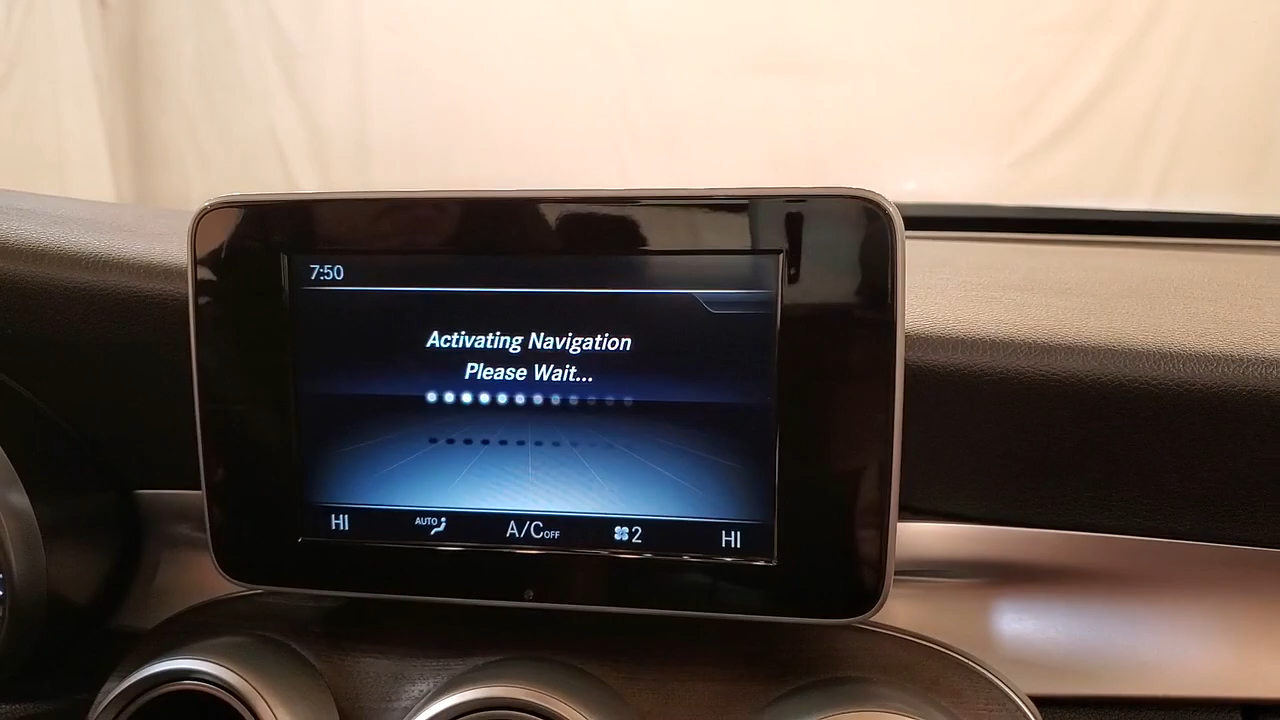 7:50
Activating Navigation
Please Wait...
HI AUTO A/C OFF 2 HI